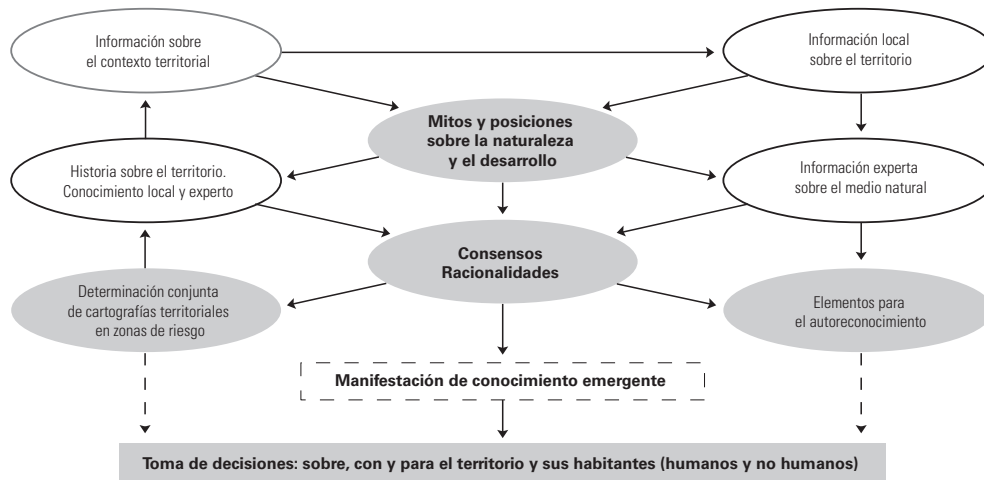 Información sobre
el contexto territorial
Información local
sobre el territorio
Mitos y posiciones
sobre la naturaleza
y el desarrollo
Historia sobre el territorio.
Conocimiento local y experto
Información experta
sobre el medio natural
Consensos
Racionalidades
Determinación conjunta
de cartografías territoriales
en zonas de riesgo
Elementos para
el autoreconocimiento
Manifestación de conocimiento emergente
Toma de decisiones: sobre, con y para el territorio y sus habitantes (humanos y no humanos)